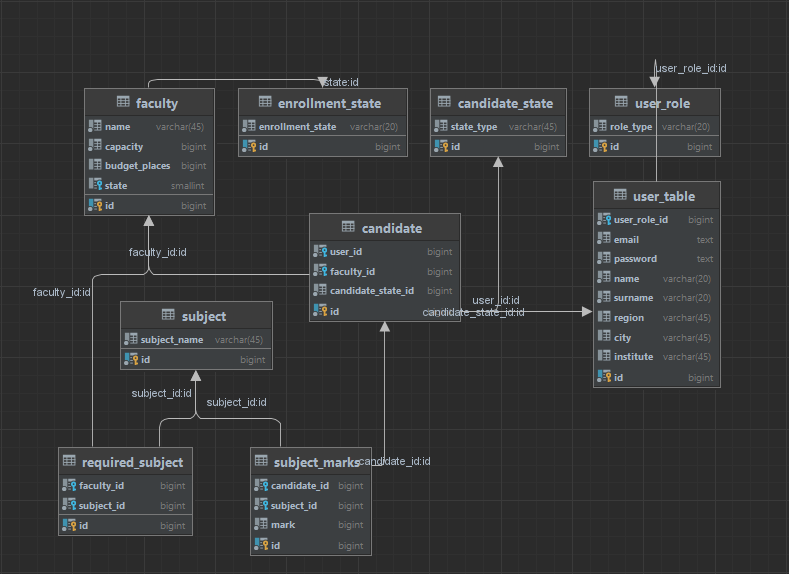 user_role_id:id
state:id
faculty
name varchar(45)
capacity bigint
budget_places bigint
state smallint
id bigint
enrollment_state
enrollment_state varchar(20)
id bigint
candidate_state
state_type varchar(45)
id bigint
user_role
role_type varchar(20)
id bigint
user_table
user_role_id bigint
email text
password text
name varchar(20)
surname varchar(20)
region varchar(45)
city varchar(45)
institute varchar(45)
id bigint
candidate
user_id bigint
faculty_id bigint
candidate_state_id bigint
id bigint
faculty_id:id
faculty_id:id
user_id:id
candidate_state_id:id
subject
subject_name varchar(45)
id bigint
subject_id:id
subject_id:id
required_subject
faculty_id bigint
subject_id bigint
id bigint
subject_marks
candidate_id bigint
subject_id bigint
mark bigint
id bigint
candidate_id:id